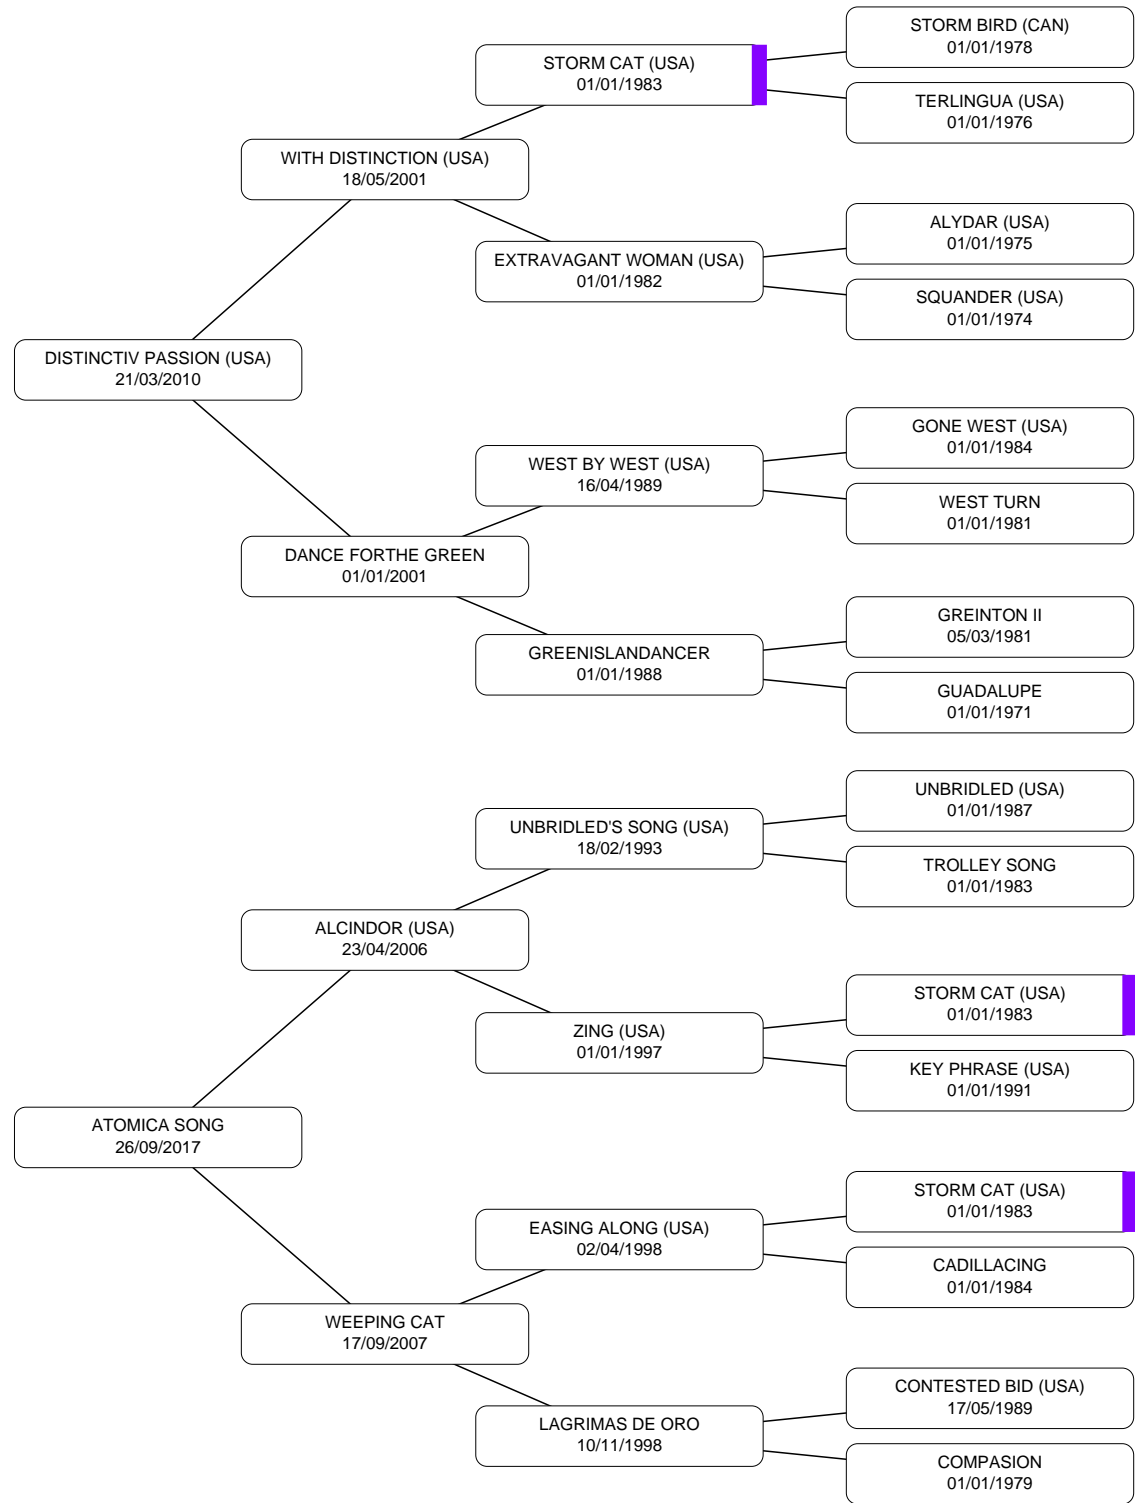 STORM BIRD (CAN)
01/01/1978
STORM CAT (USA)
01/01/1983
TERLINGUA (USA)
01/01/1976
WITH DISTINCTION (USA)
18/05/2001
ALYDAR (USA)
01/01/1975
EXTRAVAGANT WOMAN (USA)
01/01/1982
SQUANDER (USA)
01/01/1974
DISTINCTIV PASSION (USA)
21/03/2010
GONE WEST (USA)
01/01/1984
WEST BY WEST (USA)
16/04/1989
WEST TURN
01/01/1981
DANCE FORTHE GREEN
01/01/2001
GREINTON II
05/03/1981
GREENISLANDANCER
01/01/1988
GUADALUPE
01/01/1971
UNBRIDLED (USA)
01/01/1987
UNBRIDLED'S SONG (USA)
18/02/1993
TROLLEY SONG
01/01/1983
ALCINDOR (USA)
23/04/2006
STORM CAT (USA)
01/01/1983
ZING (USA)
01/01/1997
KEY PHRASE (USA)
01/01/1991
ATOMICA SONG
26/09/2017
STORM CAT (USA)
01/01/1983
EASING ALONG (USA)
02/04/1998
CADILLACING
01/01/1984
WEEPING CAT
17/09/2007
CONTESTED BID (USA)
17/05/1989
LAGRIMAS DE ORO
10/11/1998
COMPASION
01/01/1979